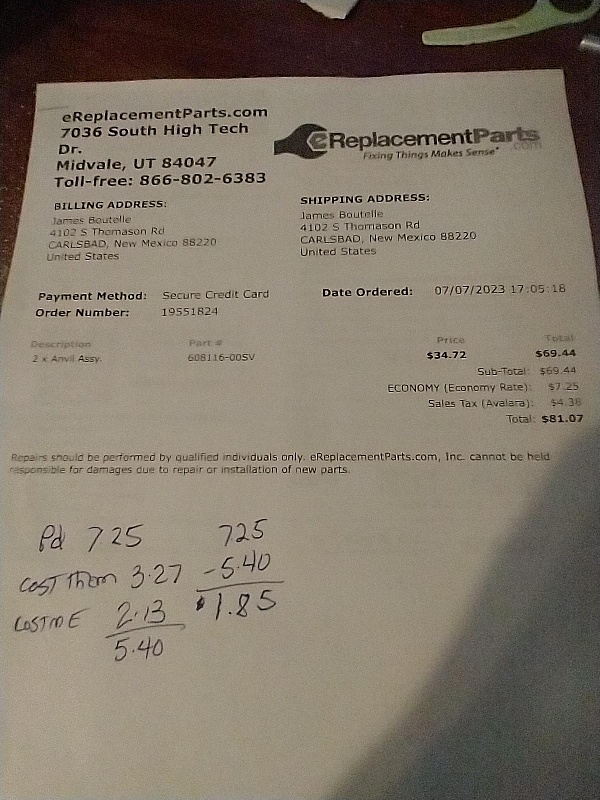 eReplacementParts.com
7036 South High Tech
Dr.
Midvale, UT 84047
Toll-free: 866-802-6383
eReplacementParts
.com
Fixing Things Makes Sense
BILLING ADDRESS:
James Boutelle
4102 S Thomason Rd
CARLSBAD, New Mexico 88220
United States
SHIPPING ADDRESS:
James Boutelle
4102 S Thomason Rd
CARLSBAD, New Mexico 88220
United States
Payment Method: Secure Credit Card
Order Number: 19551824
Date Ordered: 07/07/2023 17:05:18
Description Part # Price Total
2 x Anvil Assy. 608116-00SV $34.72 $69.44
Sub-Total: $69.44
ECONOMY (Economy Rate): $7.25
Sales Tax (Avalara): $4.38
Total: $81.07
Repairs should be performed by qualified individuals only. eReplacementParts.com, Inc. cannot be held
responsible for damages due to repair or installation of new parts.
Pd 7.25
COST Them 3.27
COST ME 2.13
5.40
725
-5.40
$1.85